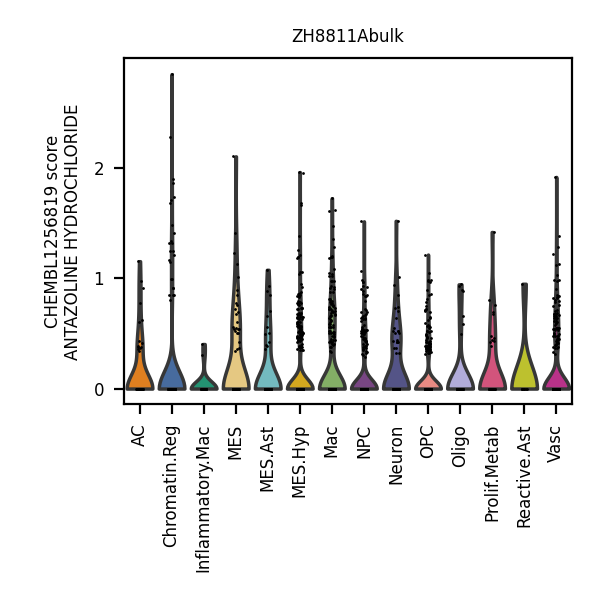 ZH8811Abulk
CHEMBL1256819 score
ANTAZOLINE HYDROCHLORIDE
2
1
0
AC
Chromatin.Reg
Inflammatory.Mac
MES
MES.Ast
MES.Hyp
Mac
NPC
Neuron
OPC
Oligo
Prolif.Metab
Reactive.Ast
Vasc